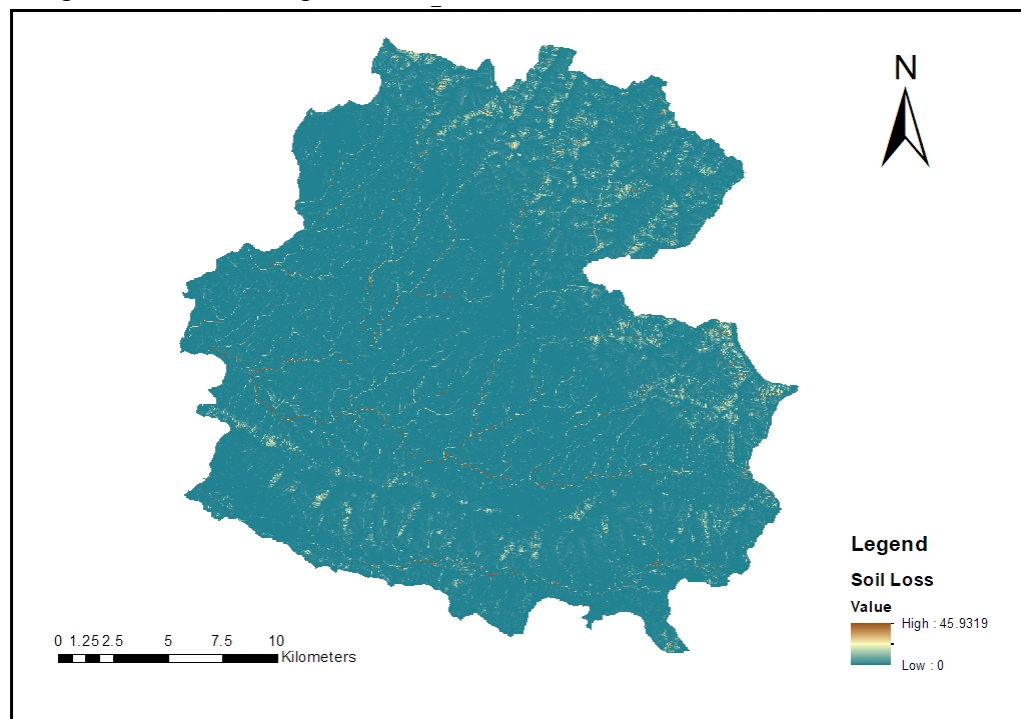 N
Legend
Soil Loss
Value
High : 45.9319
Low : 0
0 1.25 2.5 5 7.5 10
Kilometers